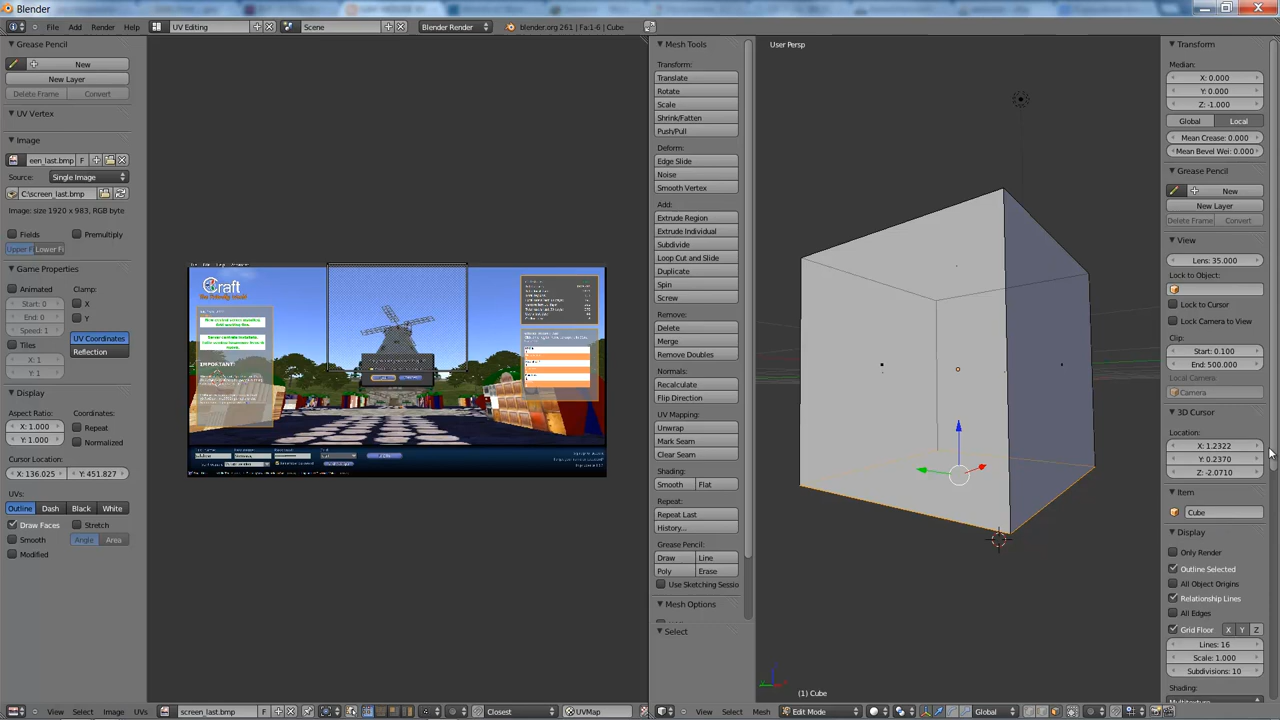 Blender
File Add Render Help UV Editing Scene Blender Render blender.org 261 | Fa:1-6 | Cube
Grease Pencil
New
New Layer
Delete Frame Convert
UV Vertex
Image
een_last.bmp F
Source: Single Image
C:\screen_last.bmp
Image: size 1920 x 983, RGB byte
Fields Premultiply
Upper Fi Lower Fi
Game Properties
Animated Clamp:
Start: 0 X
End: 0 Y
Speed: 1 UV Coordinates
Tiles Reflection
X: 1
Y: 1
Display
Aspect Ratio: Coordinates:
X: 1.000 Repeat
Y: 1.000 Normalized
Cursor Location:
X: 136.025 Y: 451.827
UVs:
Outline Dash Black White
Draw Faces Stretch
Smooth Angle Area
Modified
View Select Image UVs screen_last.bmp F Closest UVMap
Craft
IMPORTANT!
Mesh Tools
Transform:
Translate
Rotate
Scale
Shrink/Fatten
Push/Pull
Deform:
Edge Slide
Noise
Smooth Vertex
Add:
Extrude Region
Extrude Individual
Subdivide
Loop Cut and Slide
Duplicate
Spin
Screw
Remove:
Delete
Merge
Remove Doubles
Normals:
Recalculate
Flip Direction
UV Mapping:
Unwrap
Mark Seam
Clear Seam
Shading:
Smooth Flat
Repeat:
Repeat Last
History...
Grease Pencil:
Draw Line
Poly Erase
Use Sketching Sessio
Mesh Options
Select
User Persp
(1) Cube
View Select Mesh Edit Mode Global
Transform
Median:
X: 0.000
Y: 0.000
Z: -1.000
Global Local
Mean Crease: 0.000
Mean Bevel Wei: 0.000
Grease Pencil
New
New Layer
Delete Frame Convert
View
Lens: 35.000
Lock to Object:
Lock to Cursor
Lock Camera to View
Clip:
Start: 0.100
End: 500.000
Local Camera
Camera
3D Cursor
Location:
X: 1.2322
Y: 0.2370
Z: -2.0710
Item
Cube
Display
Only Render
Outline Selected
All Object Origins
Relationship Lines
All Edges
Grid Floor X Y Z
Lines: 16
Scale: 1.000
Subdivisions: 10
Shading: